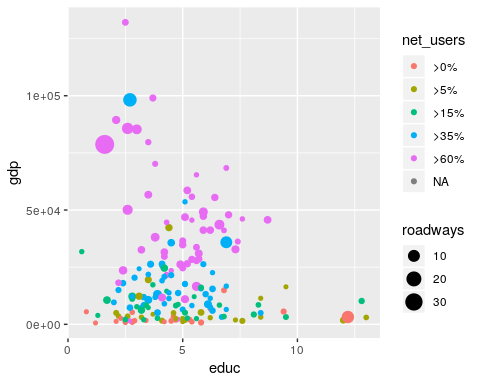 gdp
1e+05
5e+04
0e+00
0
5
10
educ
net_users
>0%
>5%
>15%
>35%
>60%
NA
roadways
10
20
30